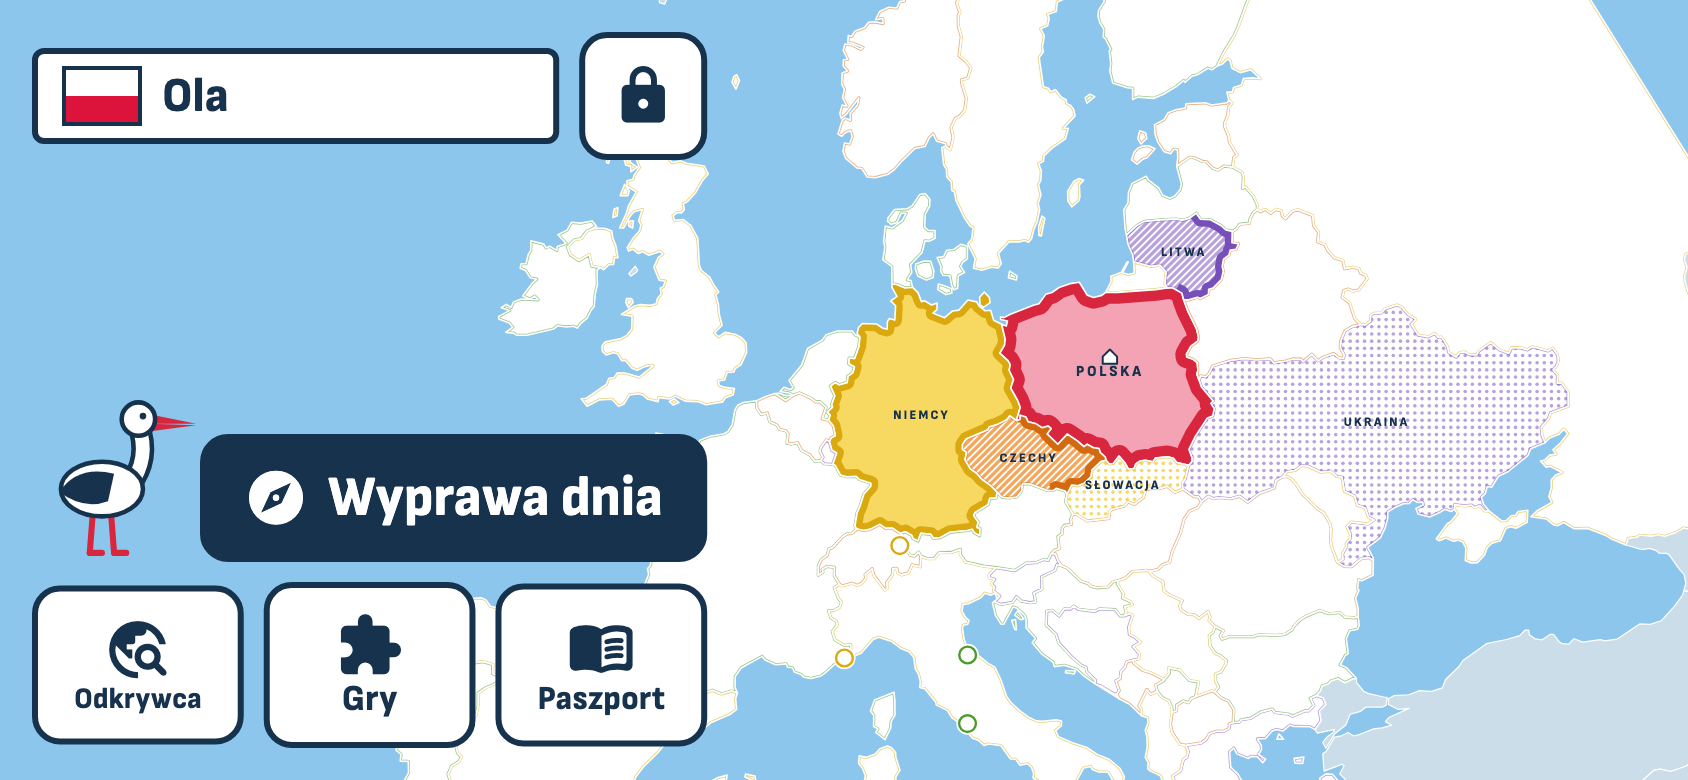 Ola
Wyprawa dnia
Odkrywca
Gry
Paszport
LITWA
POLSKA
NIEMCY
UKRAINA
CZECHY
SŁOWACJA